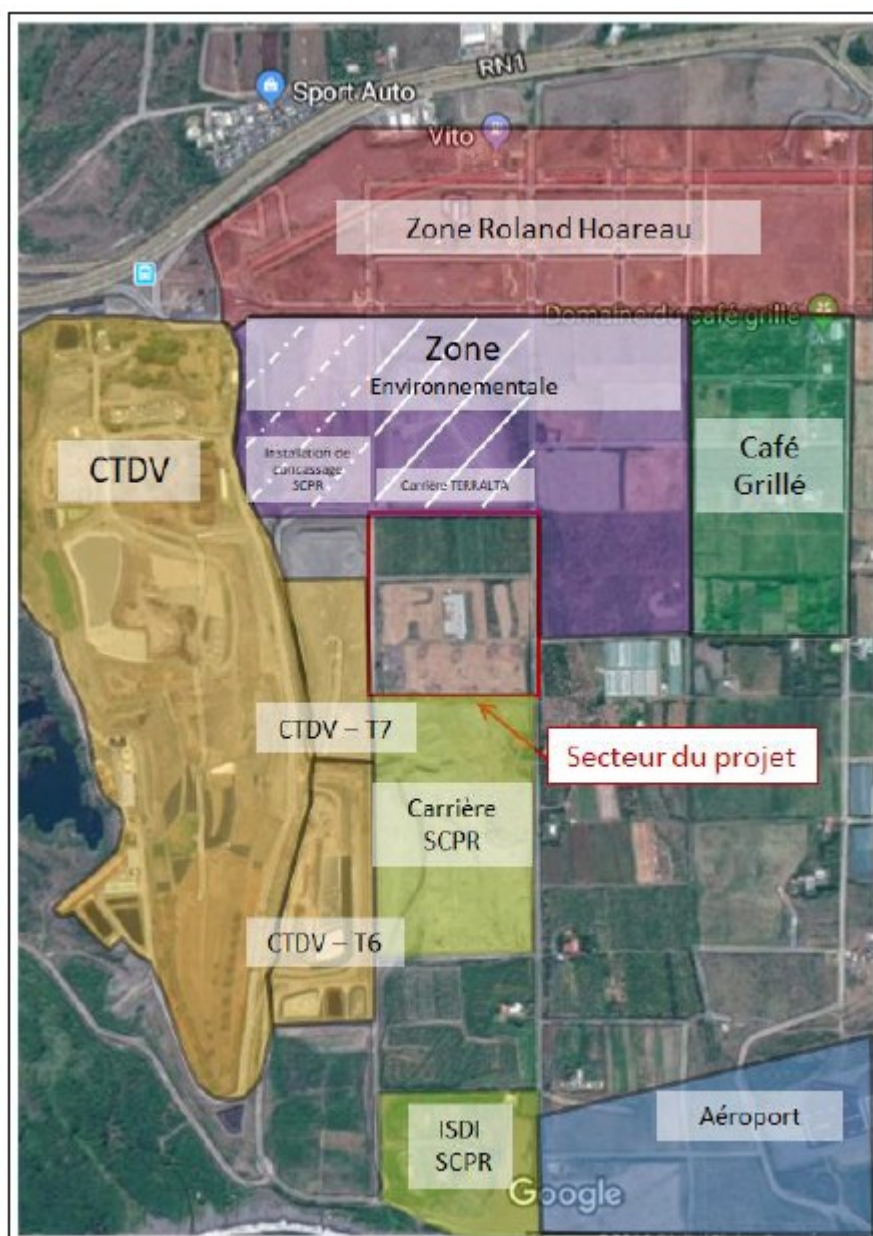 RN1
Sport Auto
Vito
Zone Roland Hoareau
Domaine du café grillé
Zone
Environnementale
CTDV
Installation de
concassage
SCPR
Carrière TERRALTA
Café
Grillé
CTDV – T7
Secteur du projet
Carrière
SCPR
CTDV – T6
ISDI
SCPR
Aéroport
Google